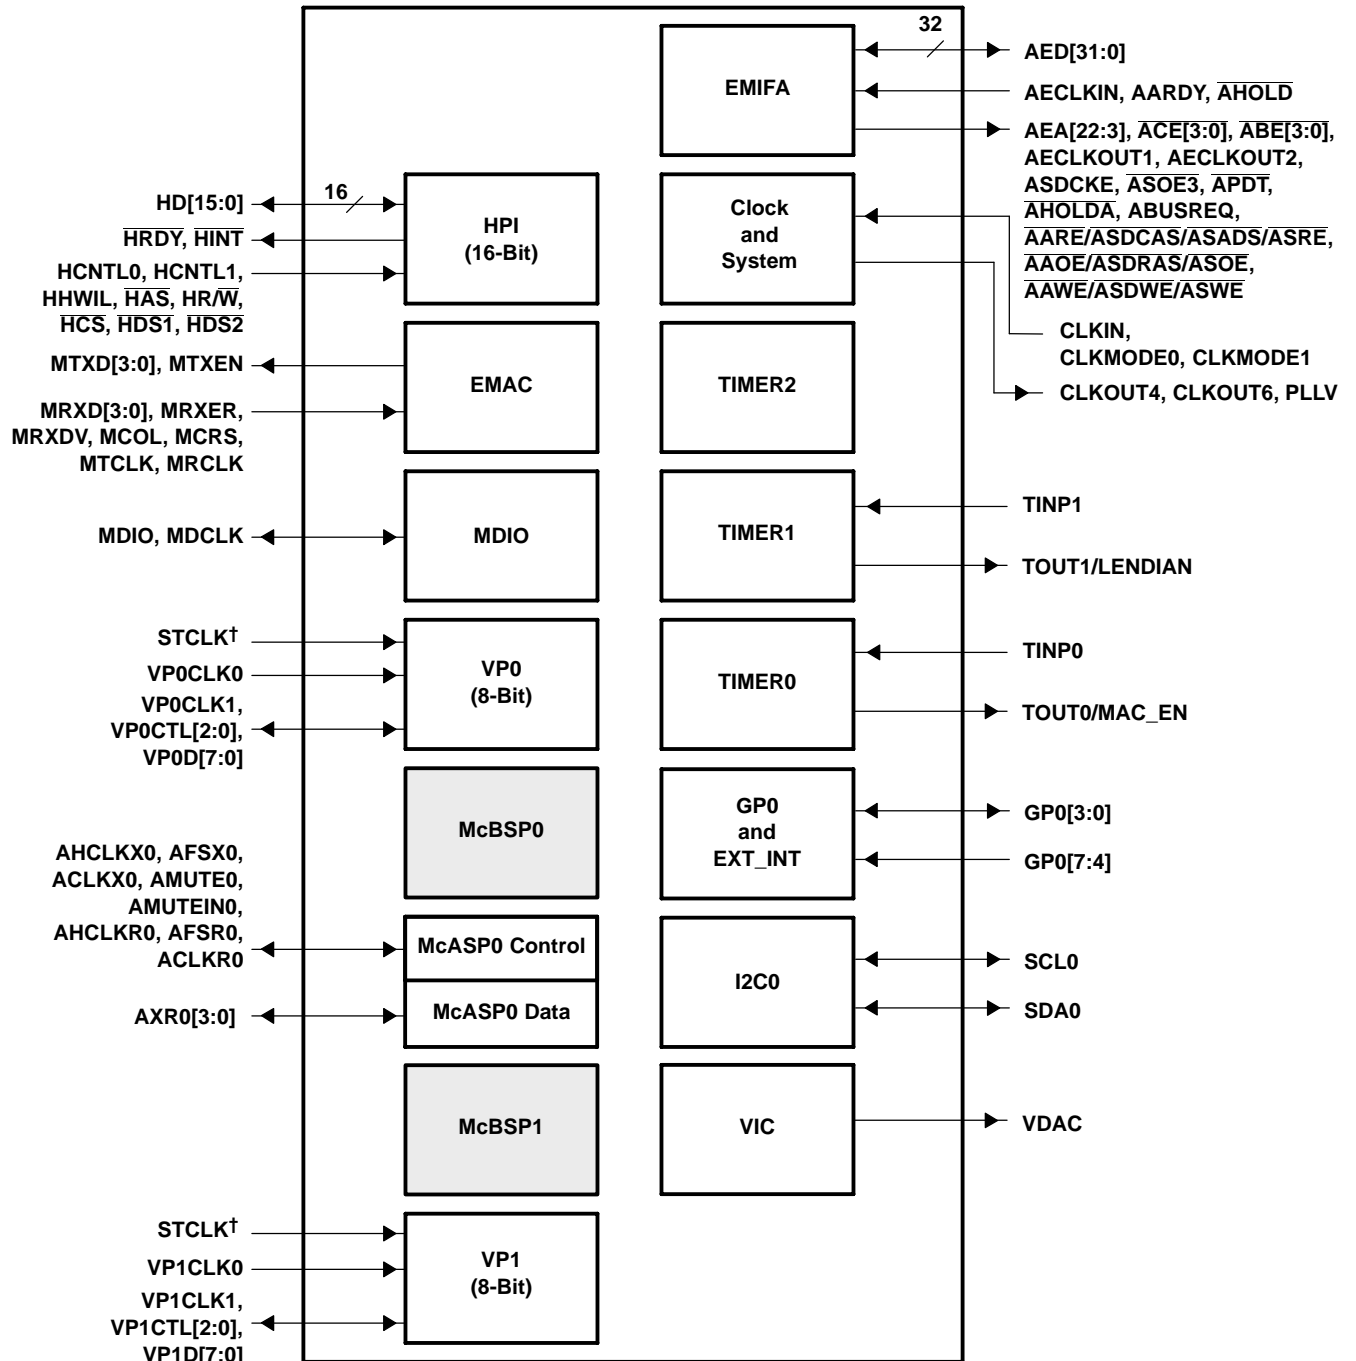 32
AED[31:0]
EMIFA
AECLKIN, AARDY, AHOLD
AEA[22:3], ACE[3:0], ABE[3:0],
AECLKOUT1, AECLKOUT2,
ASDCKE, ASOE3, APDT,
AHOLDA, ABUSREQ,
AARE/ASDCAS/ASADS/ASRE,
AAOE/ASDRAS/ASOE,
AAWE/ASDWE/ASWE
HD[15:0]
16
HRDY, HINT
HCNTL0, HCNTL1,
HHWIL, HAS, HR/W,
HCS, HDS1, HDS2
HPI
(16-Bit)
Clock
and
System
CLKIN,
CLKMODE0, CLKMODE1
CLKOUT4, CLKOUT6, PLLV
MTXD[3:0], MTXEN
MRXD[3:0], MRXER,
MRXDV, MCOL, MCRS,
MTCLK, MRCLK
EMAC
TIMER2
MDIO, MDCLK
MDIO
TIMER1
TINP1
TOUT1/LENDIAN
STCLK†
VP0CLK0
VP0CLK1,
VP0CTL[2:0],
VP0D[7:0]
VP0
(8-Bit)
TIMER0
TINP0
TOUT0/MAC_EN
McBSP0
GP0
and
EXT_INT
GP0[3:0]
GP0[7:4]
AHCLKX0, AFSX0,
ACLKX0, AMUTE0,
AMUTEIN0,
AHCLKR0, AFSR0,
ACLKR0
McASP0 Control
AXR0[3:0]
McASP0 Data
I2C0
SCL0
SDA0
McBSP1
VIC
VDAC
STCLK†
VP1CLK0
VP1CLK1,
VP1CTL[2:0],
VP1D[7:0]
VP1
(8-Bit)